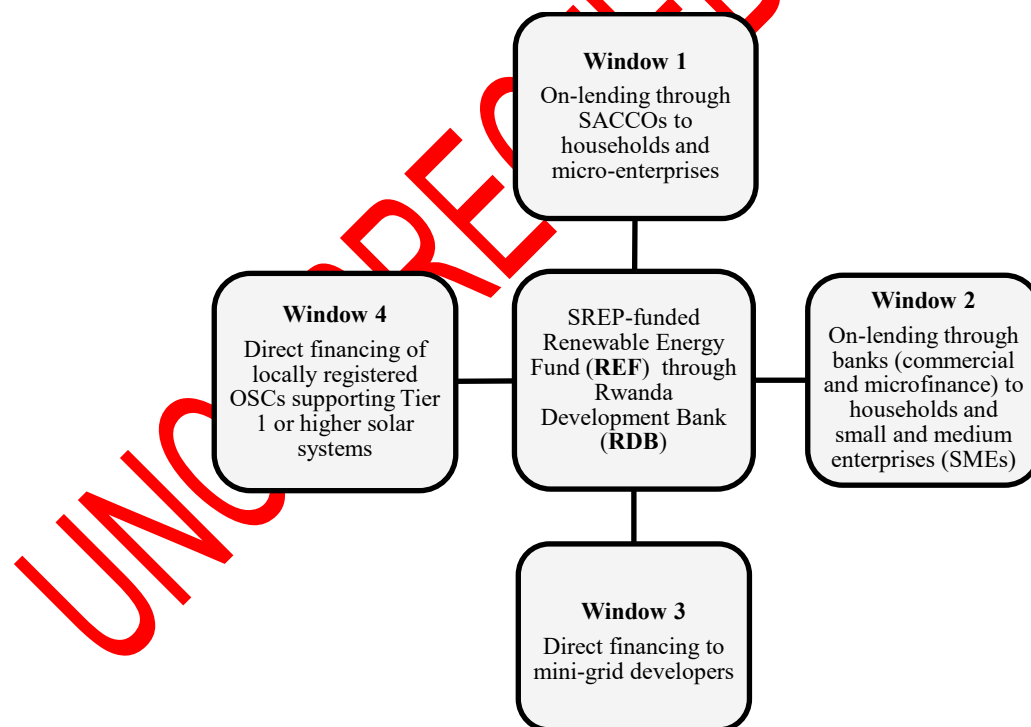 Window 1
On-lending through
SACCOs to
households and
micro-enterprises
Window 4
Direct financing of
locally registered
OSCs supporting Tier
1 or higher solar
systems
SREP-funded
Renewable Energy
Fund (REF) through
Rwanda
Development Bank
(RDB)
Window 2
On-lending through
banks (commercial
and microfinance) to
households and
small and medium
enterprises (SMEs)
Window 3
Direct financing to
mini-grid developers